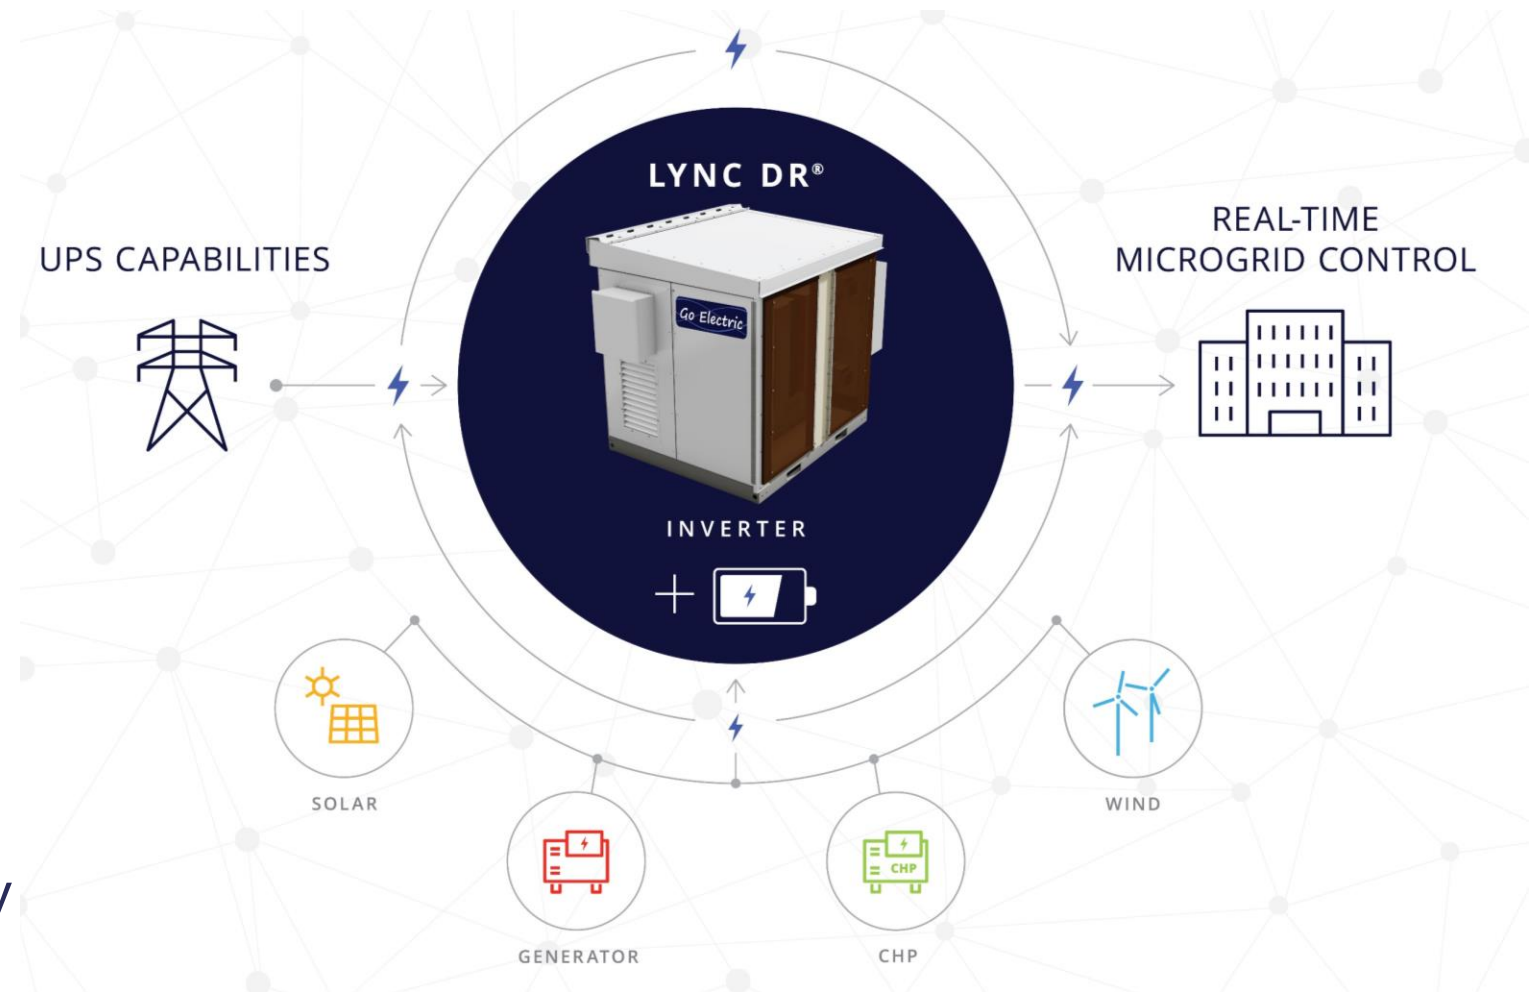 LYNC DR®
UPS CAPABILITIES
REAL-TIME
MICROGRID CONTROL
Go Electric
INVERTER
SOLAR
WIND
CHP
GENERATOR
CHP